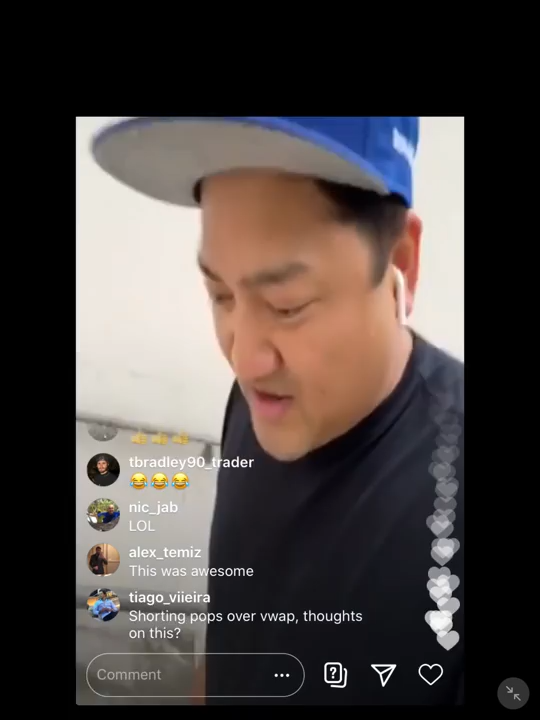 👍👍👍
tbradley90_trader
😂😂😂
nic_jab
LOL
alex_temiz
This was awesome
tiago_viieira
Shorting pops over vwap, thoughts
on this?
Comment